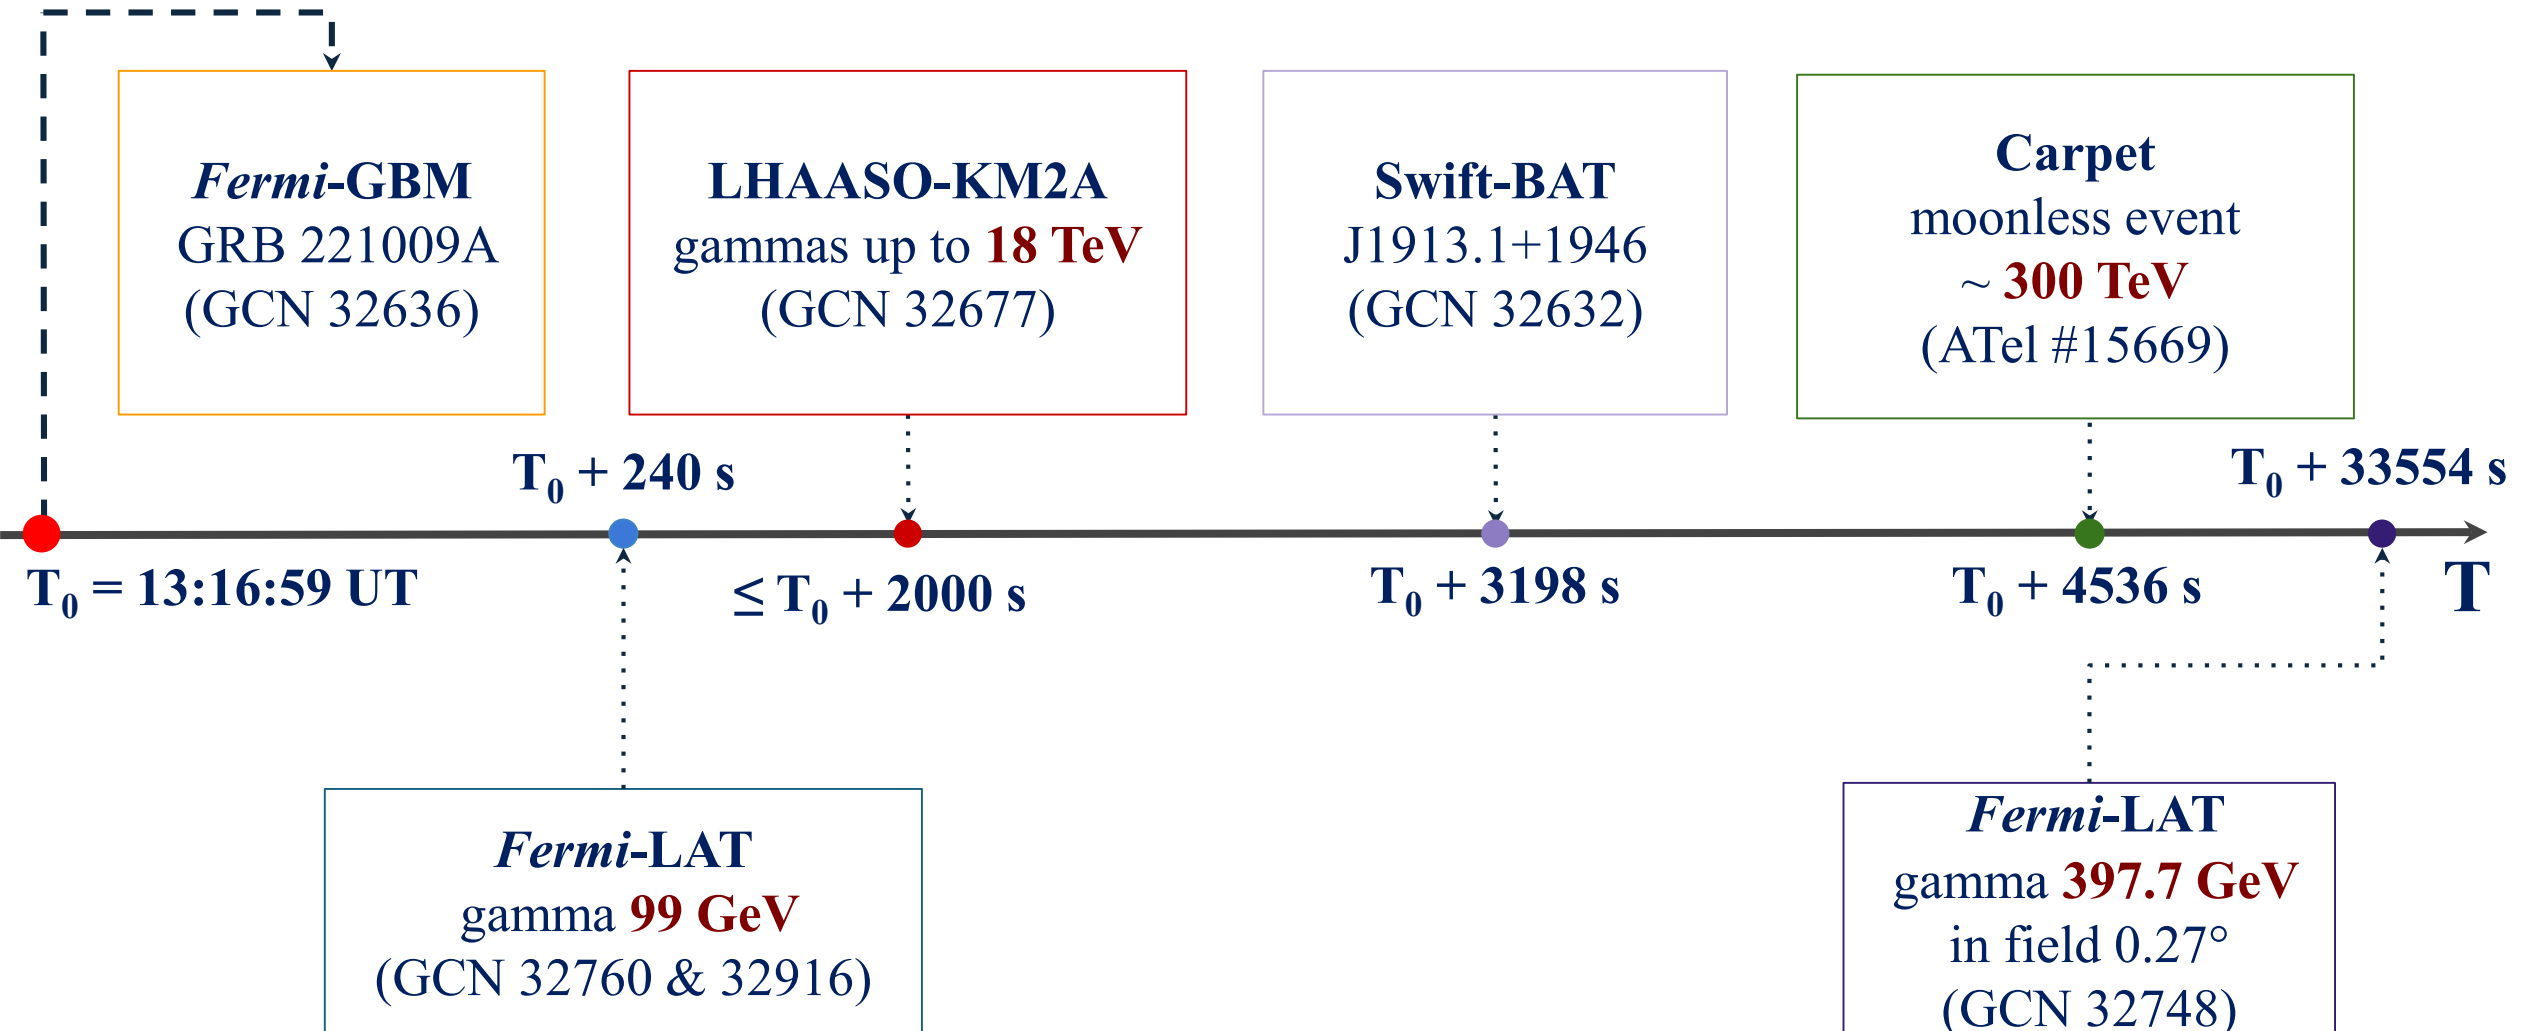 Fermi-GBM
GRB 221009A
(GCN 32636)
LHAASO-KM2A
gammas up to 18 TeV
(GCN 32677)
Swift-BAT
J1913.1+1946
(GCN 32632)
Carpet
moonless event
~ 300 TeV
(ATel #15669)
T₀ + 240 s
T₀ + 33554 s
T₀ = 13:16:59 UT
≤ T₀ + 2000 s
T₀ + 3198 s
T₀ + 4536 s
T
Fermi-LAT
gamma 99 GeV
(GCN 32760 & 32916)
Fermi-LAT
gamma 397.7 GeV
in field 0.27°
(GCN 32748)